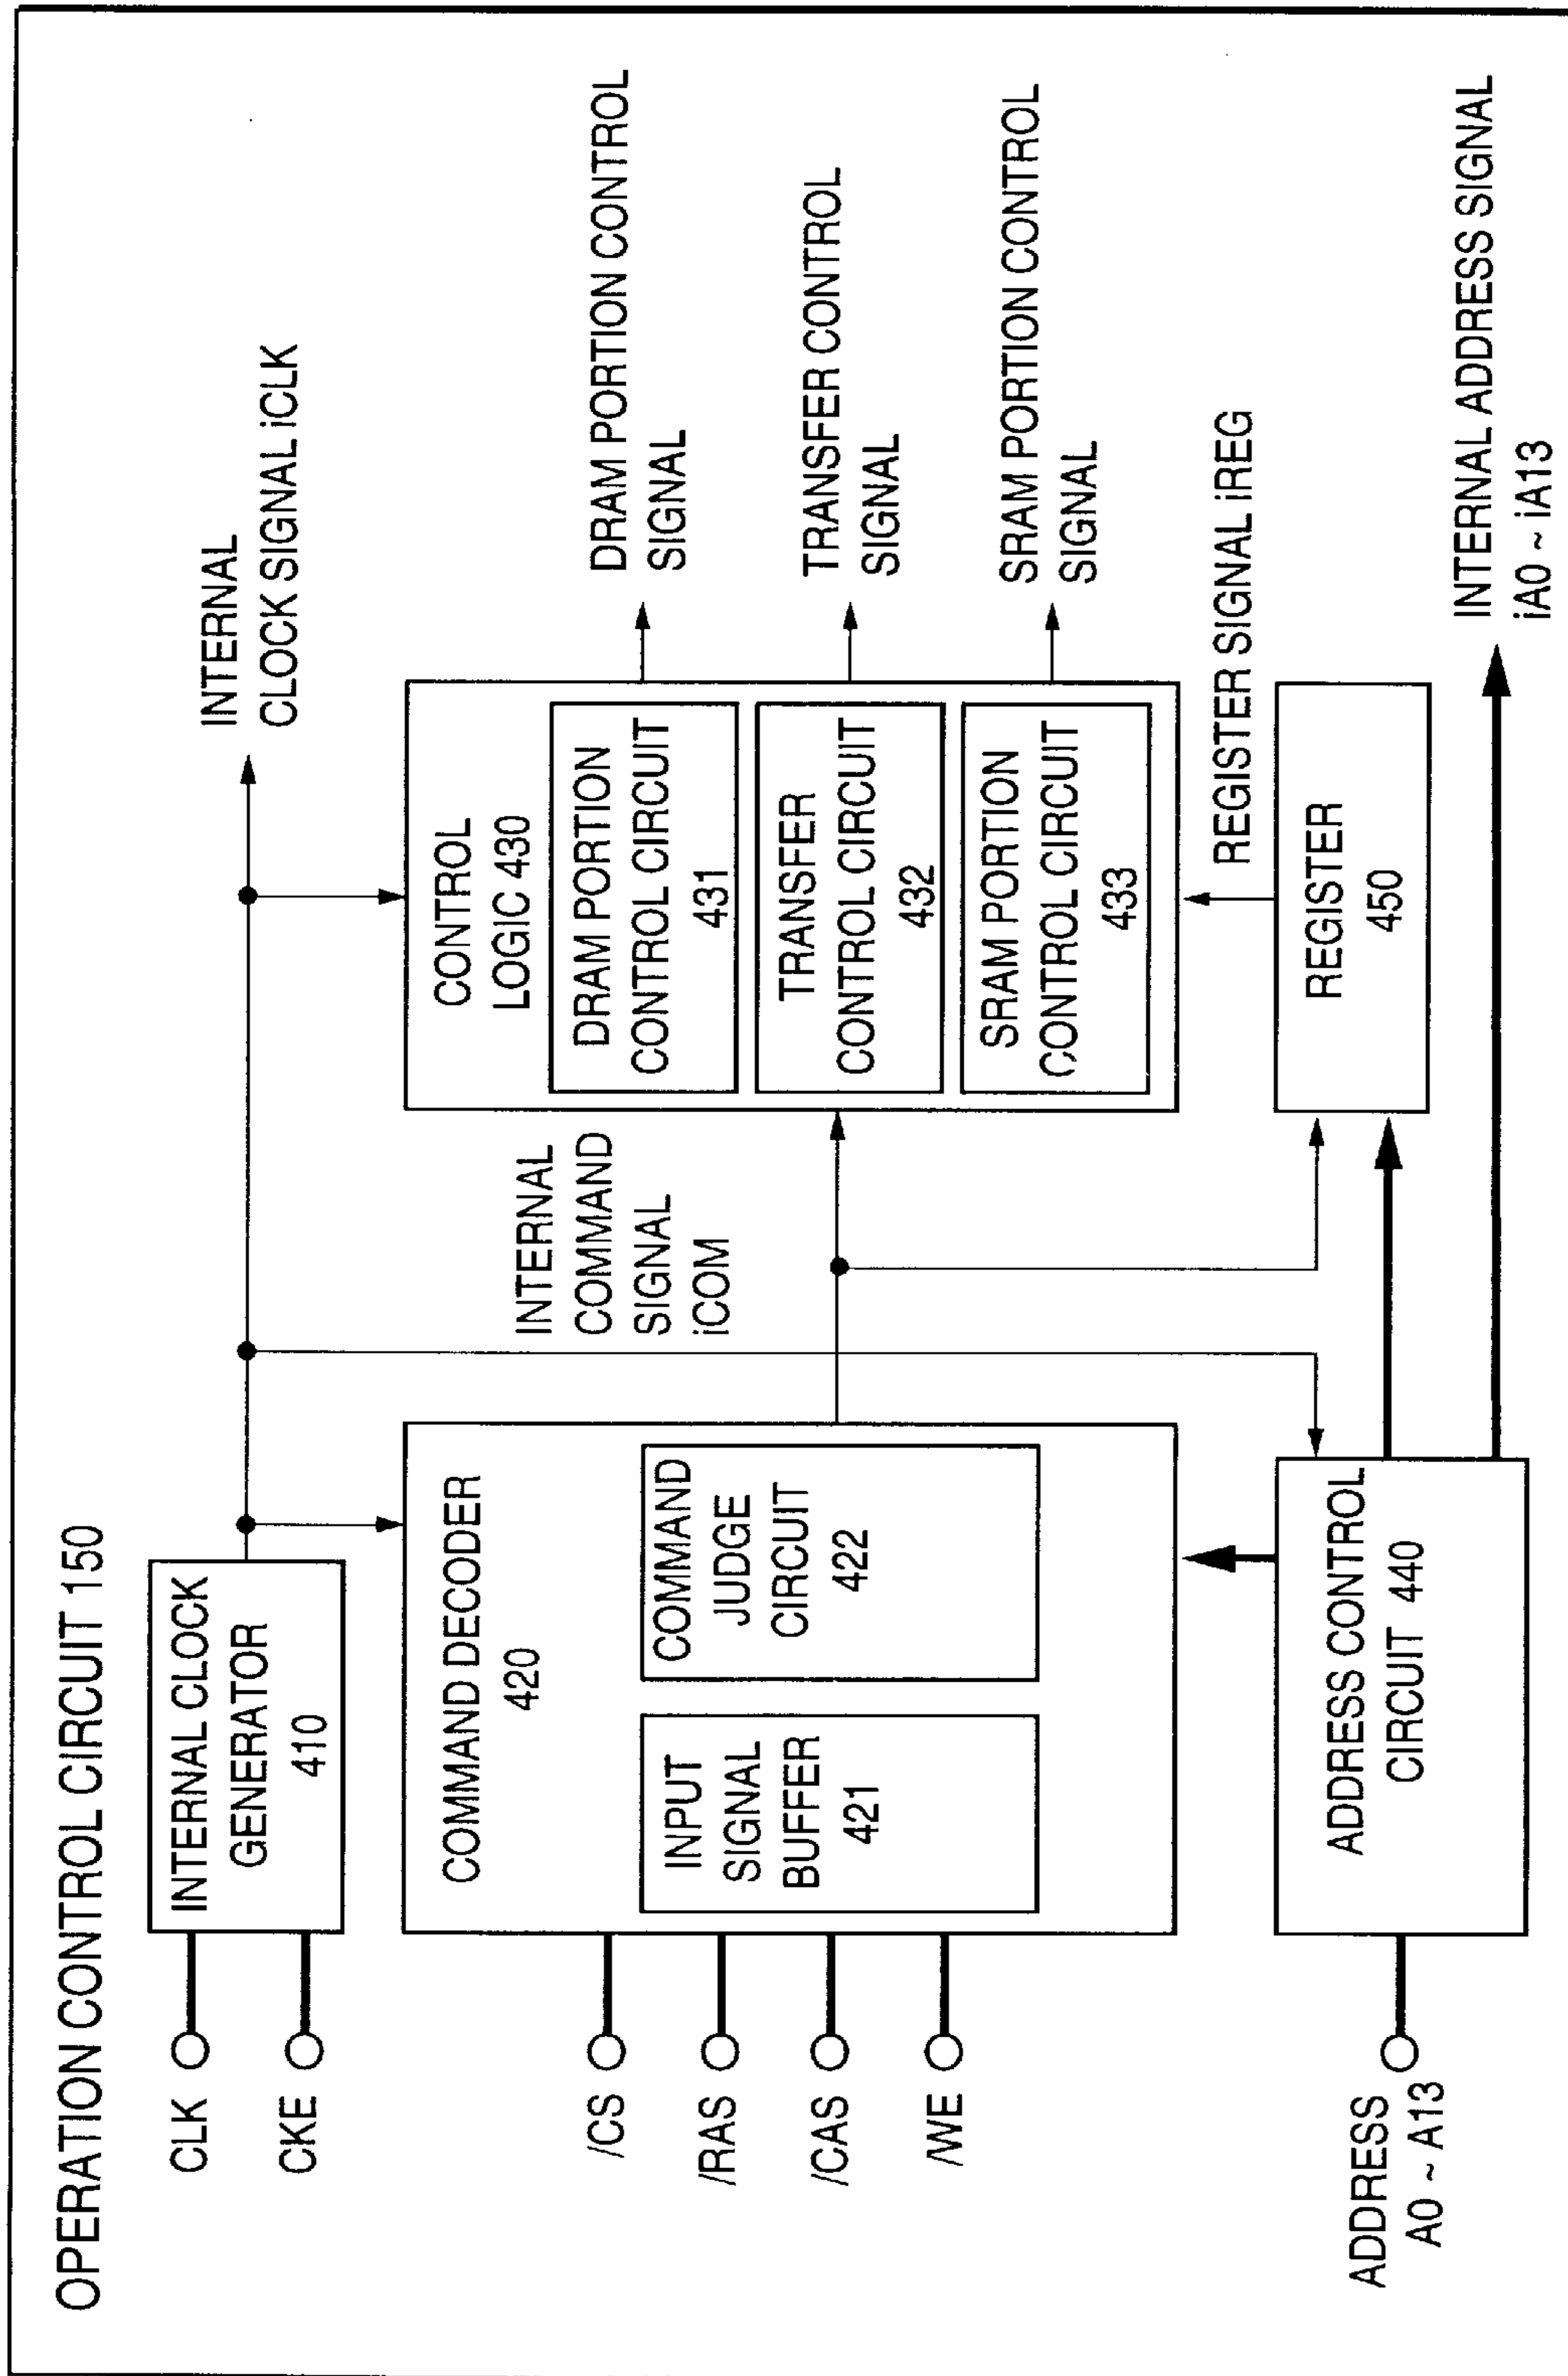 OPERATION CONTROL CIRCUIT 150
CLK
CKE
INTERNAL CLOCK
GENERATOR
410
INTERNAL
CLOCK SIGNAL iCLK
/CS
/RAS
/CAS
/WE
COMMAND DECODER
420
INPUT
SIGNAL
BUFFER
421
COMMAND
JUDGE
CIRCUIT
422
INTERNAL
COMMAND
SIGNAL
iCOM
CONTROL
LOGIC 430
DRAM PORTION
CONTROL CIRCUIT
431
TRANSFER
CONTROL CIRCUIT
432
SRAM PORTION
CONTROL CIRCUIT
433
DRAM PORTION CONTROL
SIGNAL
TRANSFER CONTROL
SIGNAL
SRAM PORTION CONTROL
SIGNAL
REGISTER SIGNAL iREG
ADDRESS
A0 ~ A13
ADDRESS CONTROL
CIRCUIT 440
REGISTER
450
INTERNAL ADDRESS SIGNAL
iA0 ~ iA13